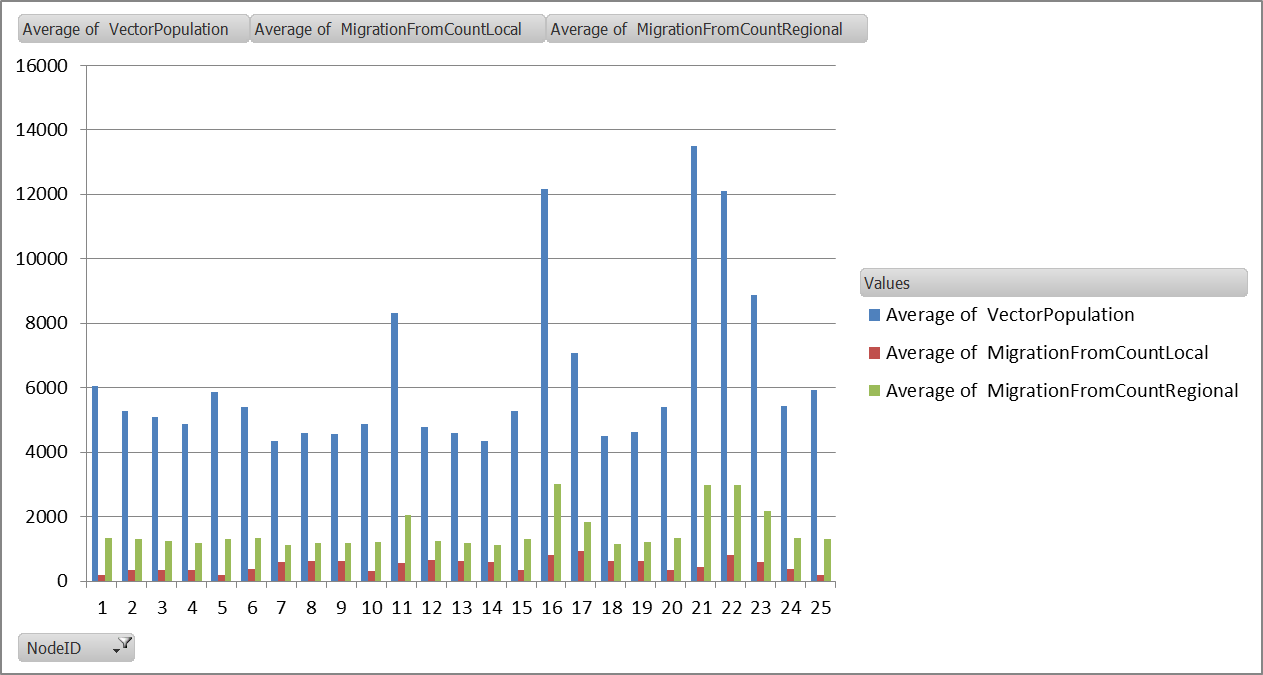 Average of VectorPopulation
Average of MigrationFromCountLocal
Average of MigrationFromCountRegional
16000
14000
12000
10000
8000
6000
4000
2000
0
1 2 3 4 5 6 7 8 9 10 11 12 13 14 15 16 17 18 19 20 21 22 23 24 25
Values
Average of VectorPopulation
Average of MigrationFromCountLocal
Average of MigrationFromCountRegional
NodeID